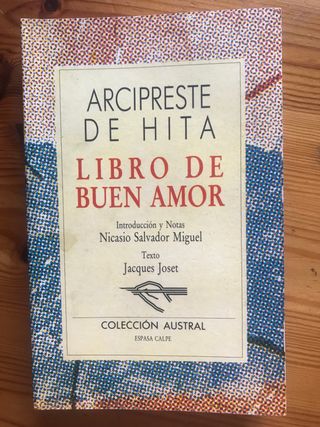 ARCIPRESTE
DE HITA
LIBRO DE
BUEN AMOR
Introducción y Notas
Nicasio Salvador Miguel
Texto
Jacques Joset
COLECCIÓN AUSTRAL
ESPASA CALPE